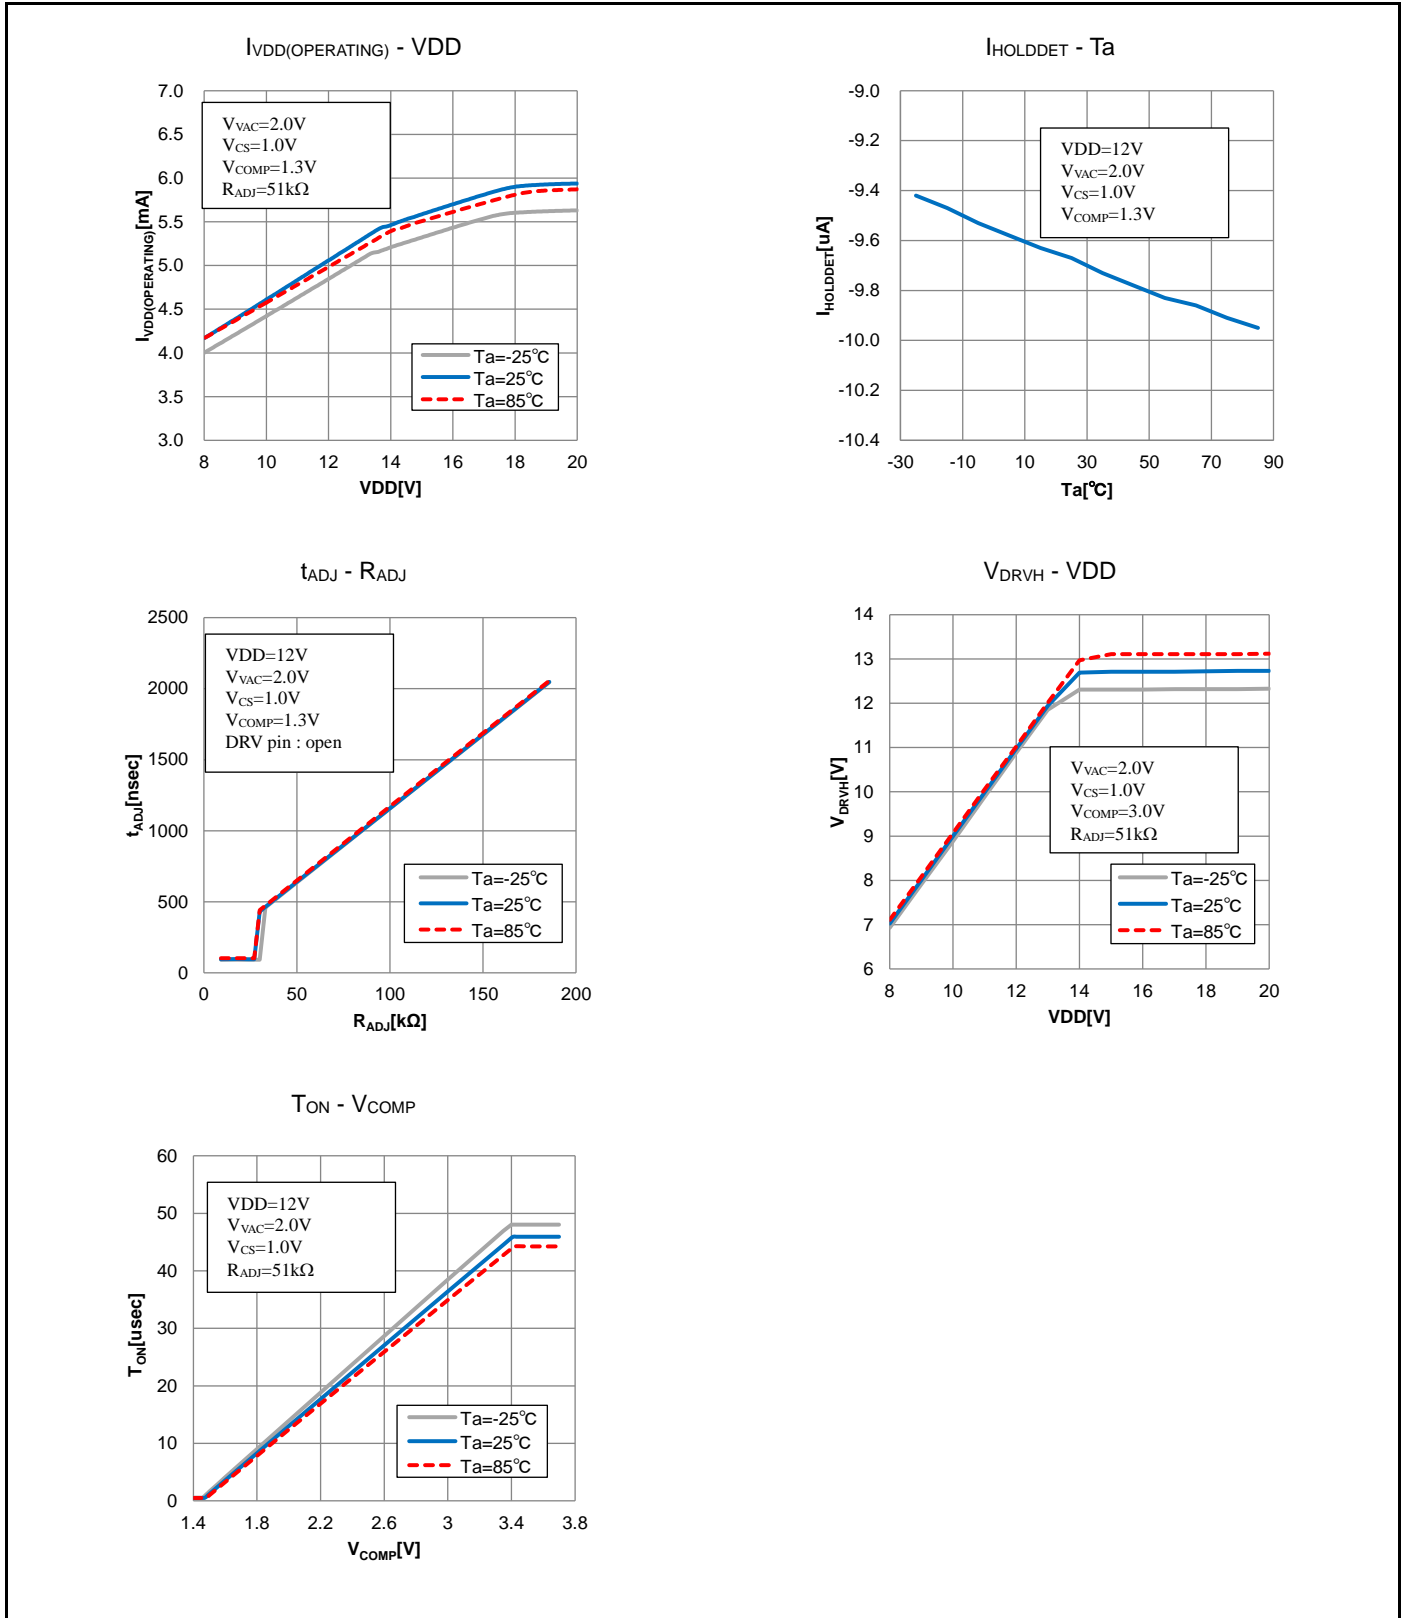 IVDD(OPERATING) - VDD
7.0
6.5
6.0
5.5
5.0
4.5
4.0
3.5
3.0
IVDD(OPERATING)[mA]
VVAC=2.0V
VCS=1.0V
VCOMP=1.3V
RADJ=51kΩ
Ta=-25℃
Ta=25℃
Ta=85℃
8 10 12 14 16 18 20
VDD[V]
IHOLDDET - Ta
-9.0
-9.2
-9.4
-9.6
-9.8
-10.0
-10.2
-10.4
IHOLDDET[uA]
VDD=12V
VVAC=2.0V
VCS=1.0V
VCOMP=1.3V
-30 -10 10 30 50 70 90
Ta[℃]
tADJ - RADJ
2500
2000
1500
1000
500
0
tADJ[nsec]
VDD=12V
VVAC=2.0V
VCS=1.0V
VCOMP=1.3V
DRV pin : open
Ta=-25℃
Ta=25℃
Ta=85℃
0 50 100 150 200
RADJ[kΩ]
VDRVH - VDD
14
13
12
11
10
9
8
7
6
VDRVH[V]
VVAC=2.0V
VCS=1.0V
VCOMP=3.0V
RADJ=51kΩ
Ta=-25℃
Ta=25℃
Ta=85℃
8 10 12 14 16 18 20
VDD[V]
TON - VCOMP
60
50
40
30
20
10
0
TON[usec]
VDD=12V
VVAC=2.0V
VCS=1.0V
RADJ=51kΩ
Ta=-25℃
Ta=25℃
Ta=85℃
1.4 1.8 2.2 2.6 3 3.4 3.8
VCOMP[V]